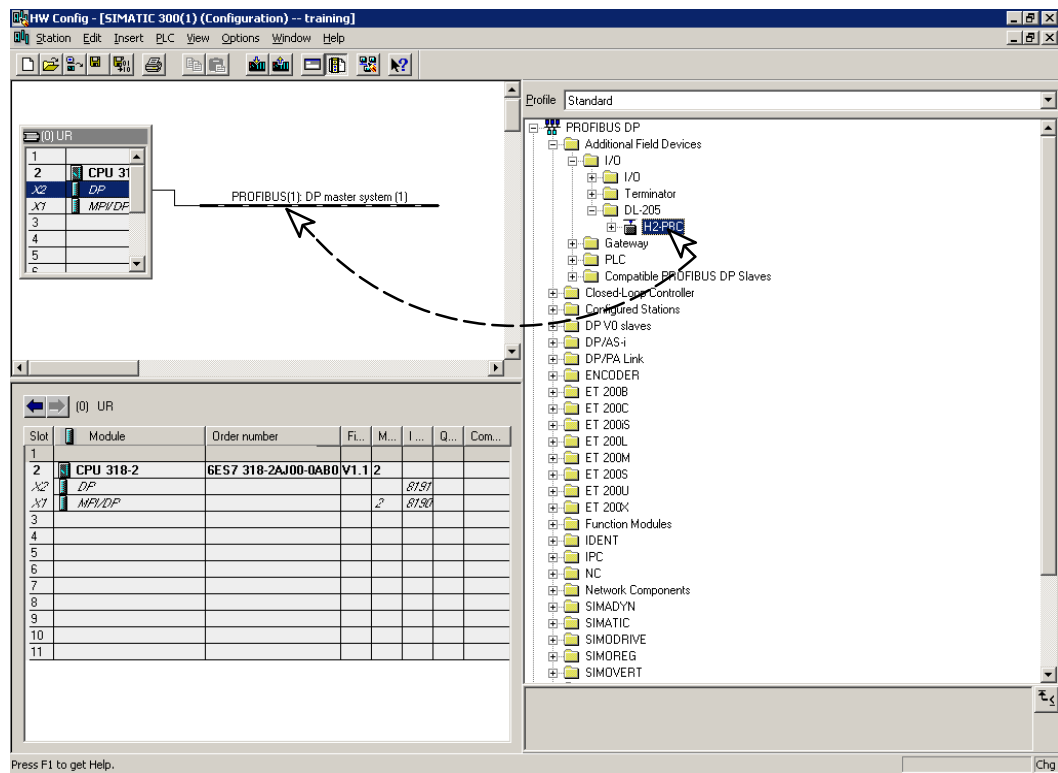 HW Config - [SIMATIC 300(1) (Configuration) -- training]
Station Edit Insert PLC View Options Window Help
(0) UR
1
2 CPU 31
X2 DP
X1 MPI/DP
3
4
5
6
PROFIBUS(1): DP master system (1)
(0) UR
Slot Module Order number Fi... M... I ... Q... Com...
1
2 CPU 318-2 6ES7 318-2AJ00-0AB0 V1.1 2
X2 DP 8191
X1 MPI/DP 2 8190
3
4
5
6
7
8
9
10
11
Profile Standard
PROFIBUS DP
Additional Field Devices
I/O
I/O
Terminator
DL-205
H2-PBC
Gateway
PLC
Compatible PROFIBUS DP Slaves
Closed-Loop Controller
Configured Stations
DP V0 slaves
DP/AS-i
DP/PA Link
ENCODER
ET 200B
ET 200C
ET 200iS
ET 200L
ET 200M
ET 200S
ET 200U
ET 200X
Function Modules
IDENT
IPC
NC
Network Components
SIMADYN
SIMATIC
SIMODRIVE
SIMOREG
SIMOVERT
Press F1 to get Help.
Chg